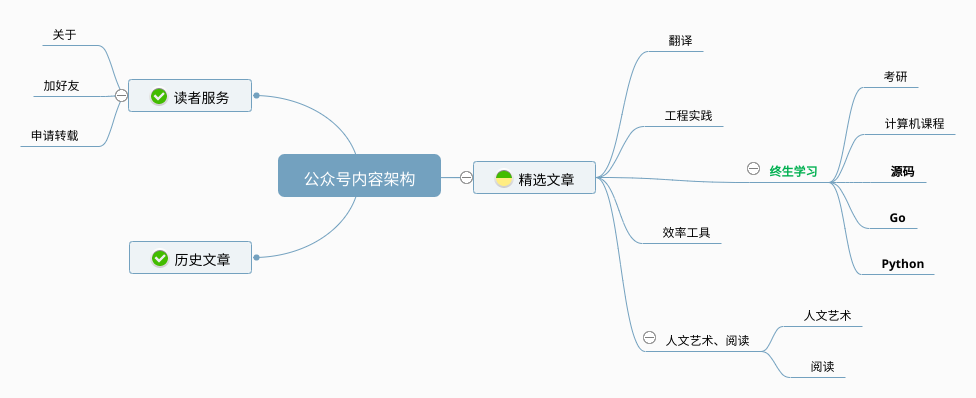 公众号内容架构
读者服务
关于
加好友
申请转载
历史文章
精选文章
翻译
工程实践
终生学习
考研
计算机课程
源码
Go
Python
效率工具
人文艺术、阅读
人文艺术
阅读